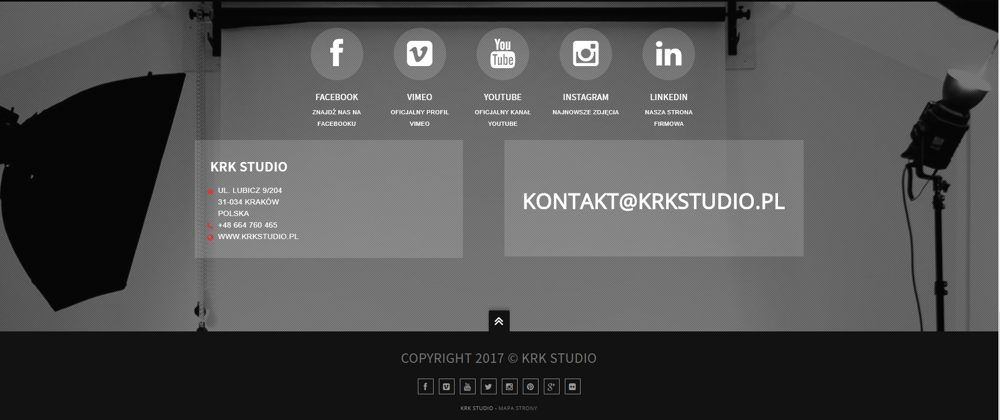 You
Tube
FACEBOOK
ZNAJDŹ NAS NA
FACEBOOKU
VIMEO
OFICJALNY PROFIL
VIMEO
YOUTUBE
OFICJALNY KANAŁ
YOUTUBE
INSTAGRAM
NAJNOWSZE ZDJĘCIA
LINKEDIN
NASZA STRONA
FIRMOWA
KRK STUDIO
UL. LUBICZ 9/204
31-034 KRAKÓW
POLSKA
+48 664 760 465
WWW.KRKSTUDIO.PL
KONTAKT@KRKSTUDIO.PL
COPYRIGHT 2017 © KRK STUDIO
You
Tube
KRK STUDIO - MAPA STRONY